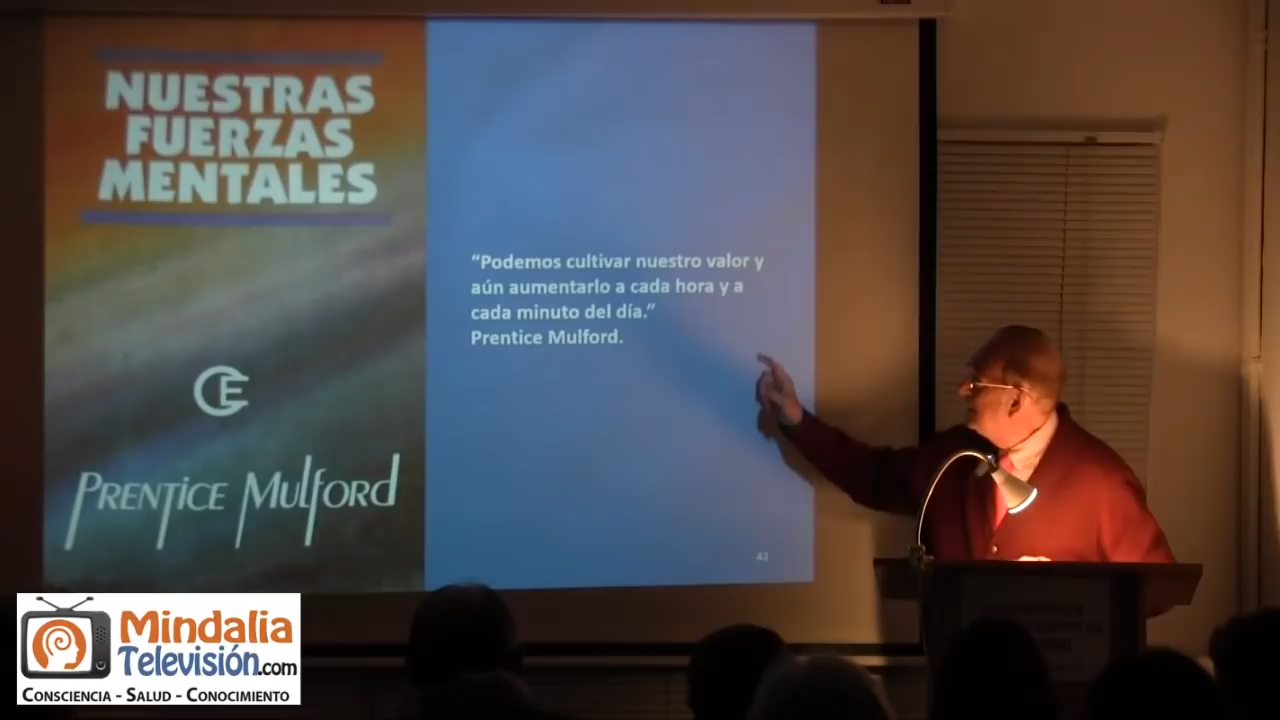 NUESTRAS
FUERZAS
MENTALES
CE
PRENTICE MULFORD
“Podemos cultivar nuestro valor y
aún aumentarlo a cada hora y a
cada minuto del día.”
Prentice Mulford.
42
Mindalia
Televisión.com
CONSCIENCIA - SALUD - CONOCIMIENTO